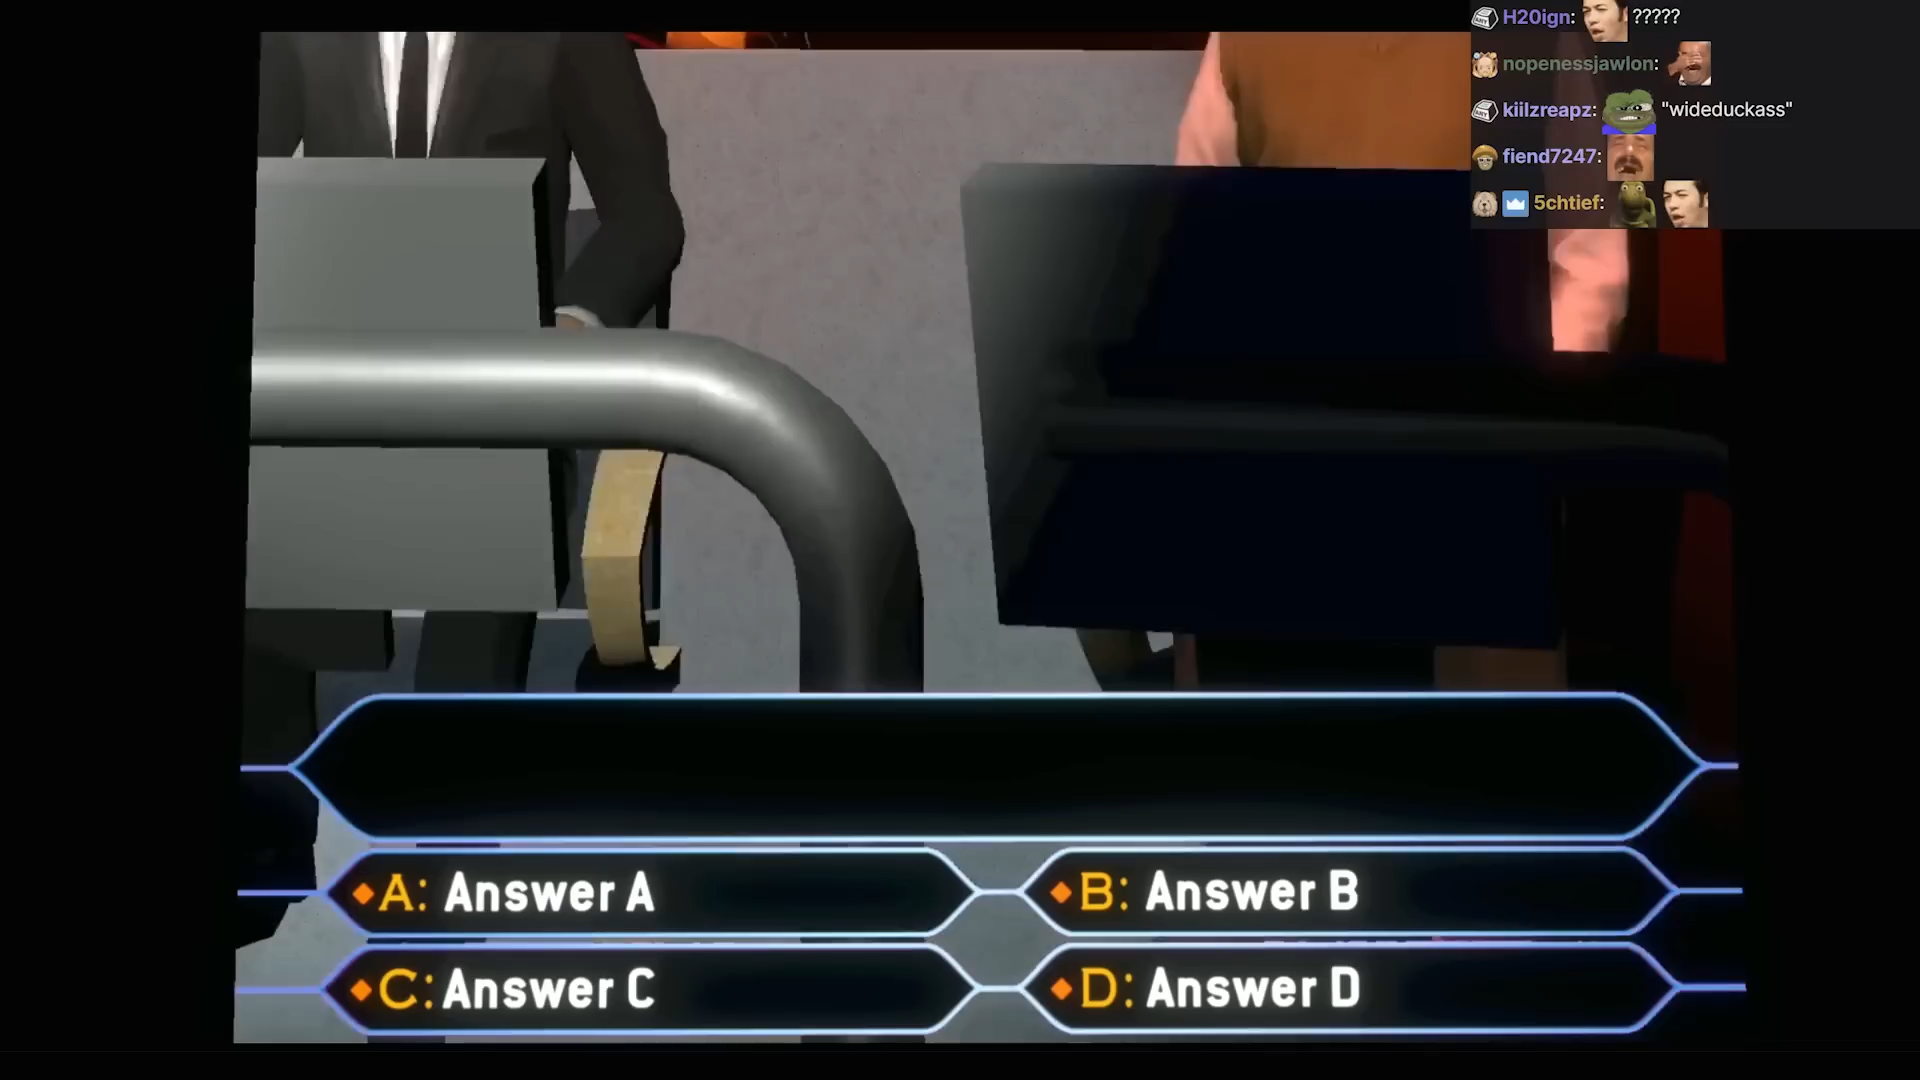 H20ign: ?????
nopenessjawlon:
kiilzreapz: "wideduckass"
fiend7247:
5chtief:
A: Answer A
B: Answer B
C: Answer C
D: Answer D